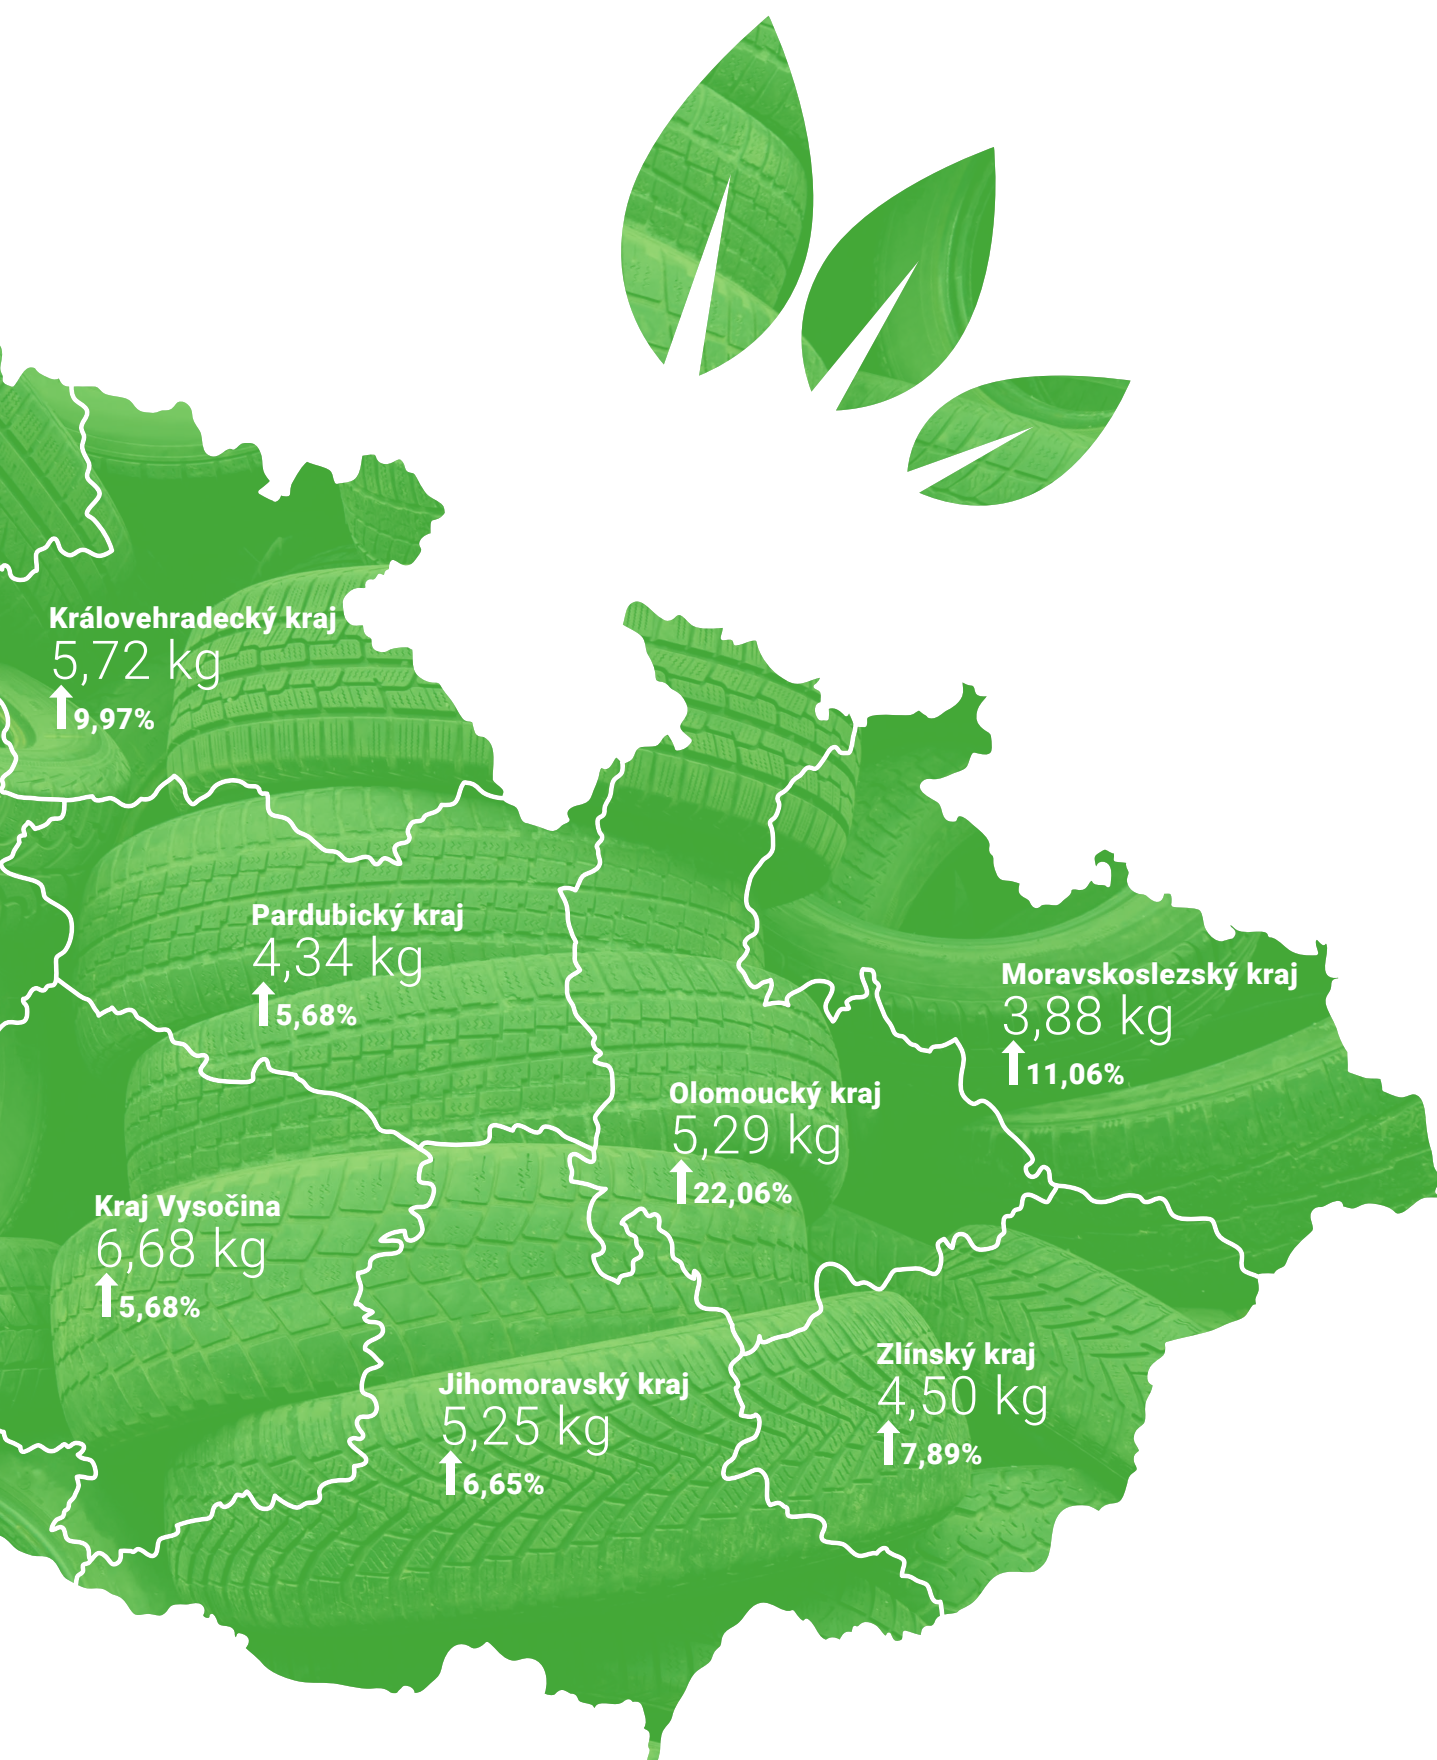 Královehradecký kraj
5,72 kg
9,97%
Pardubický kraj
4,34 kg
5,68%
Moravskoslezský kraj
3,88 kg
11,06%
Olomoucký kraj
5,29 kg
22,06%
Kraj Vysočina
6,68 kg
5,68%
Zlínský kraj
4,50 kg
7,89%
Jihomoravský kraj
5,25 kg
6,65%